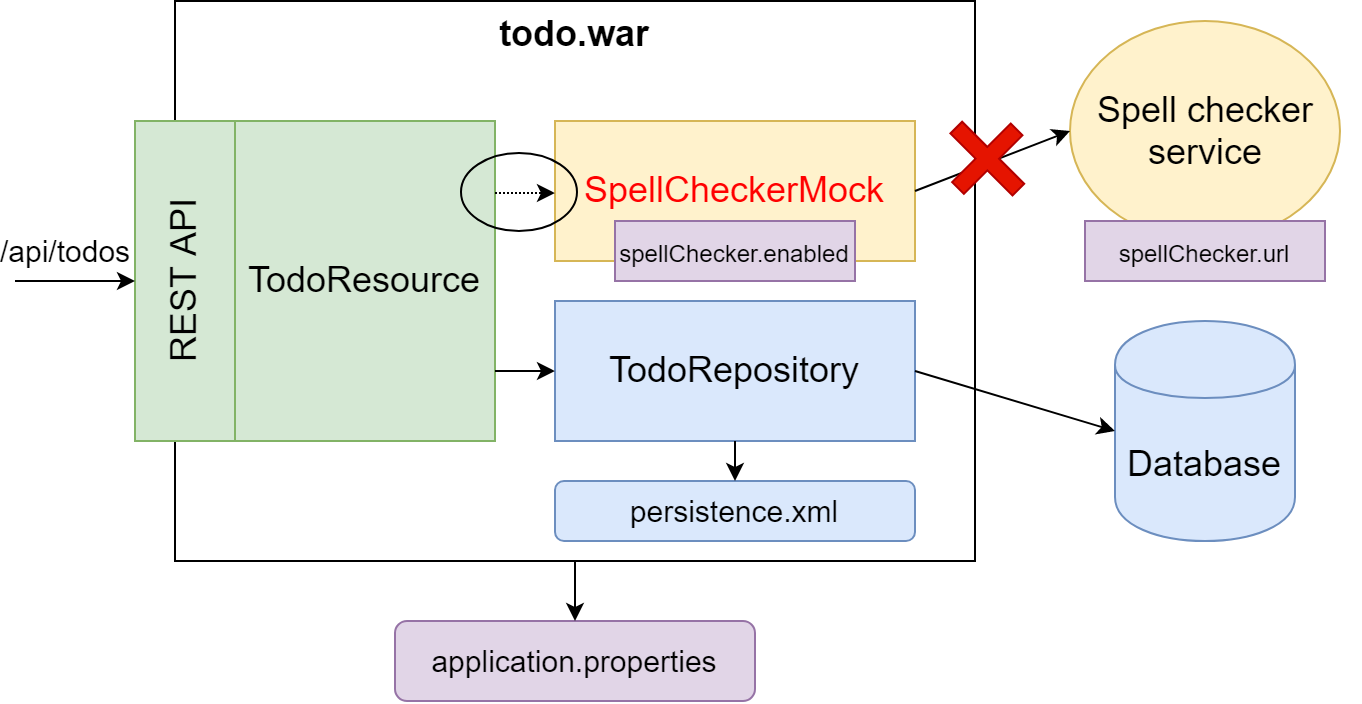 todo.war
/api/todos
REST API
TodoResource
SpellCheckerMock
spellChecker.enabled
Spell checker
service
spellChecker.url
TodoRepository
Database
persistence.xml
application.properties